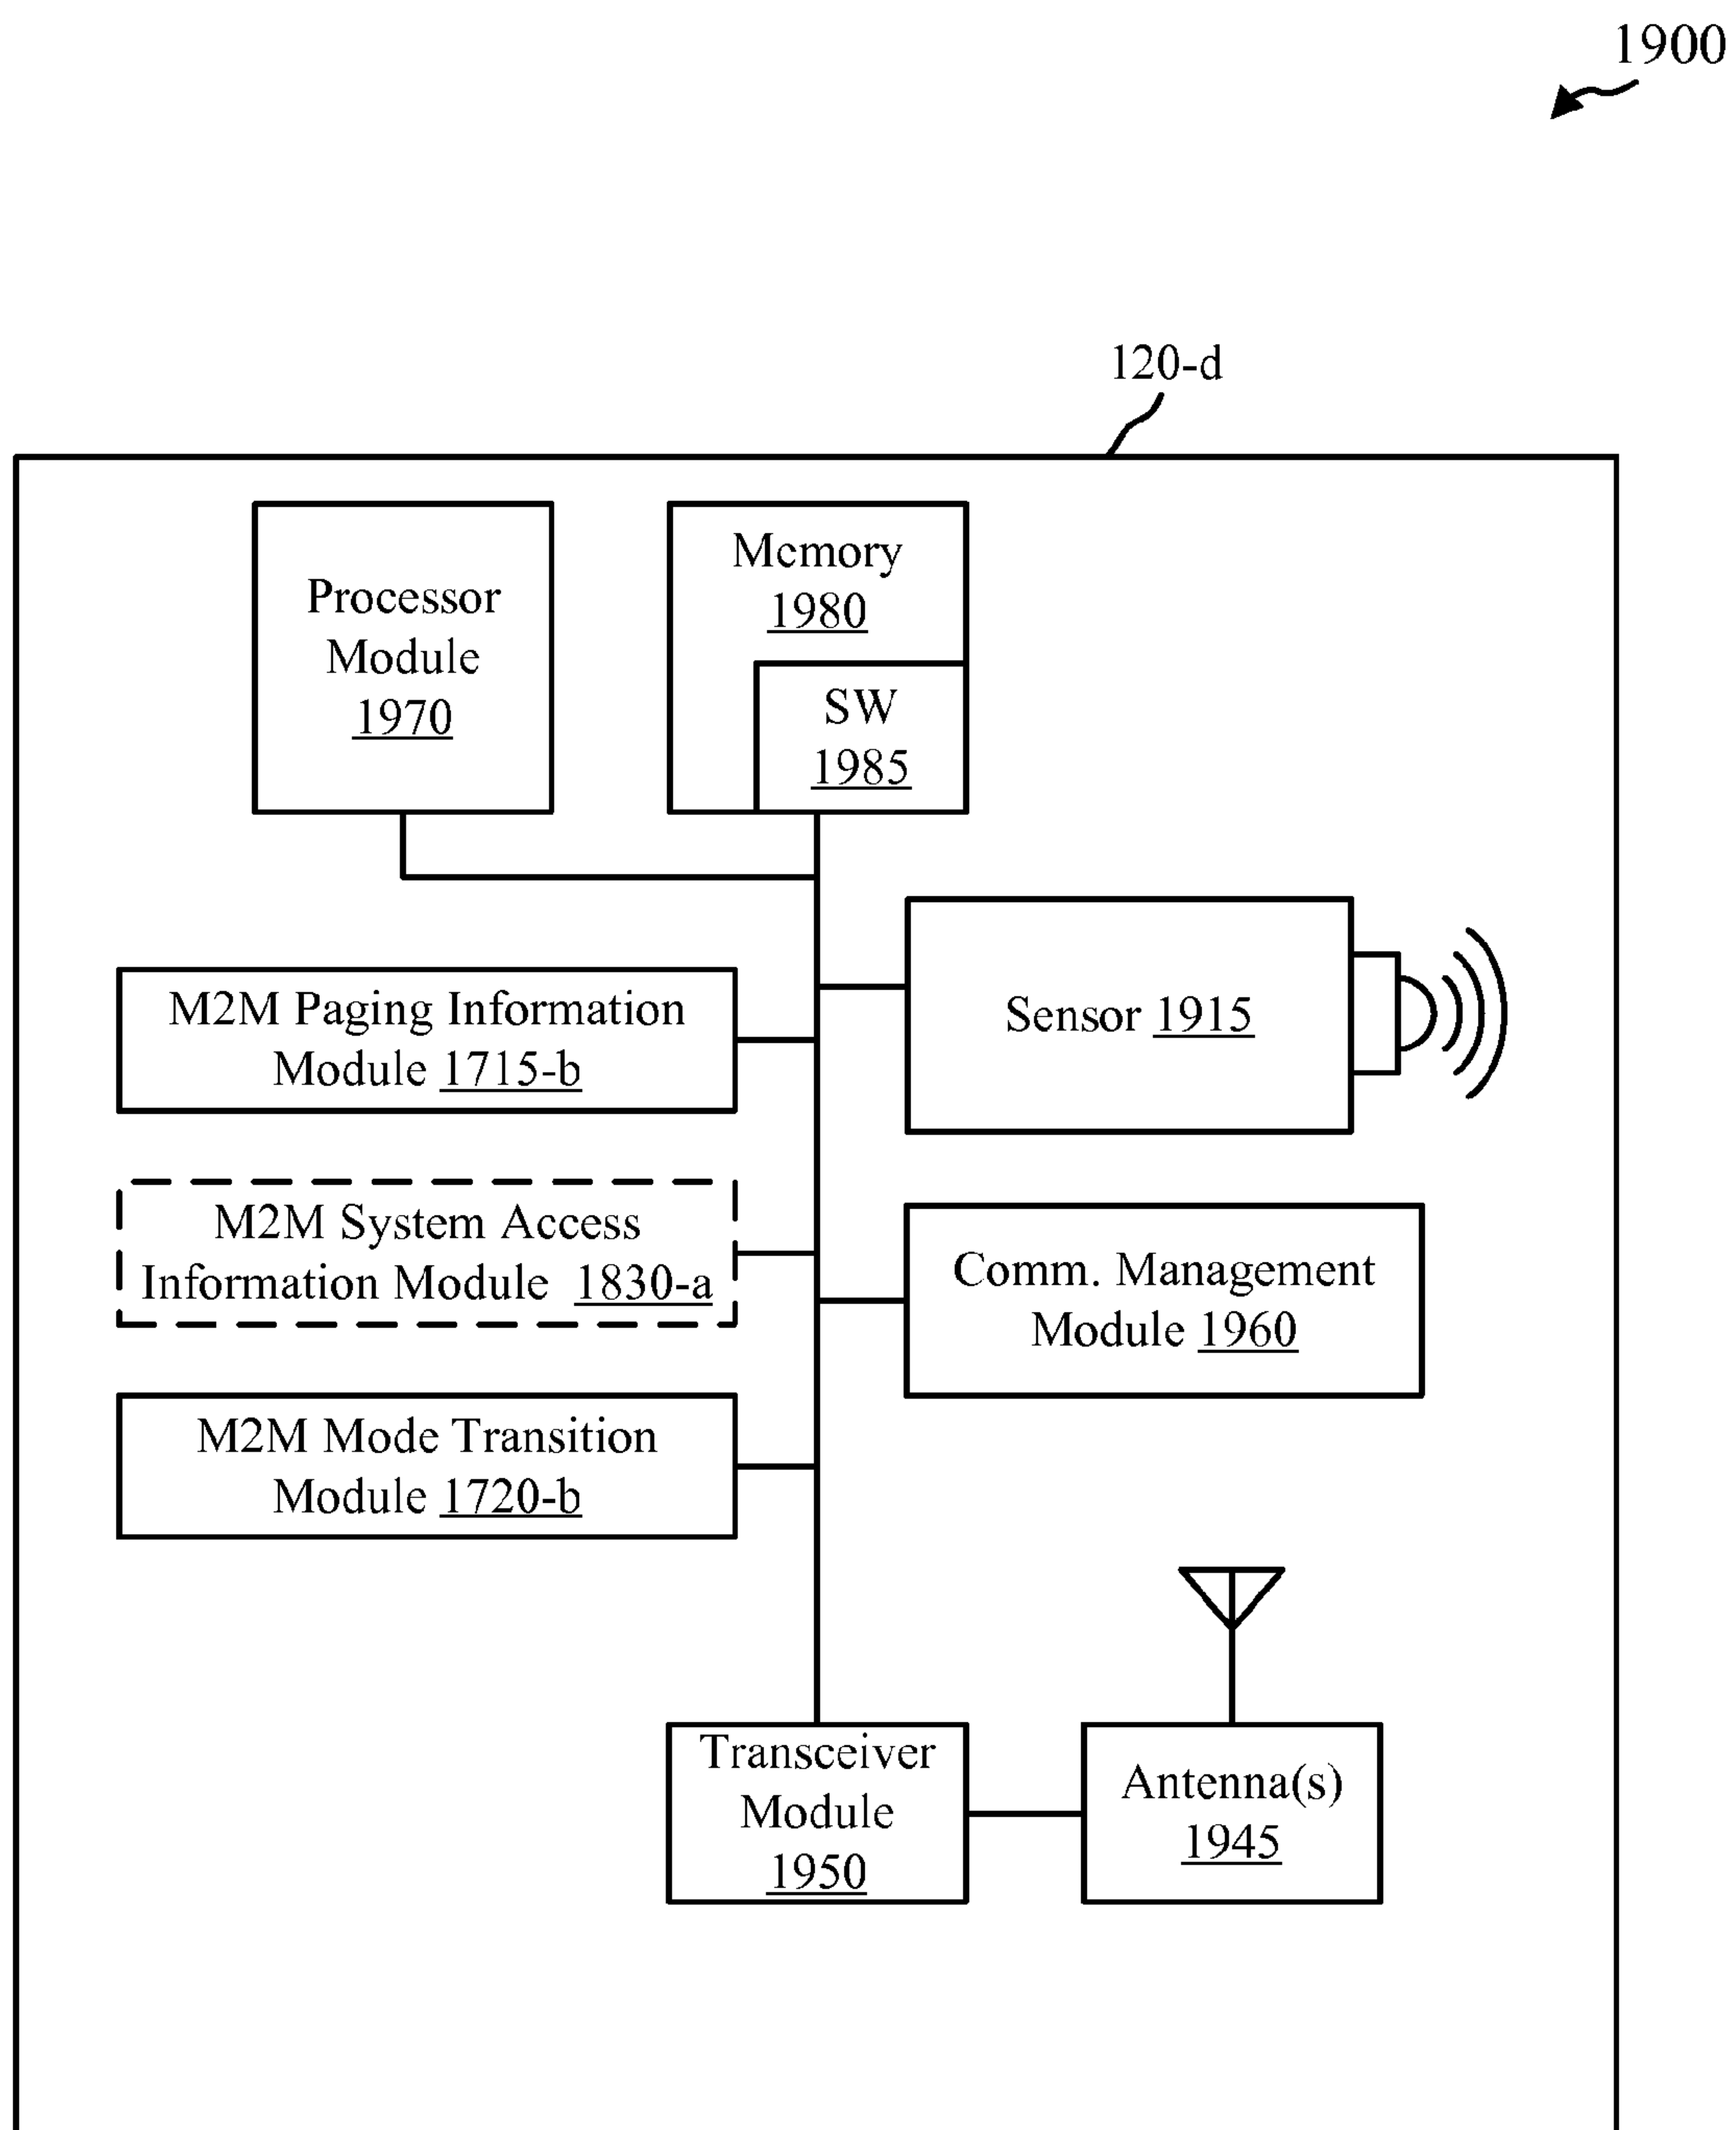 1900
120-d
Processor
Module
1970
Memory
1980
SW
1985
M2M Paging Information
Module 1715-b
Sensor 1915
M2M System Access
Information Module 1830-a
Comm. Management
Module 1960
M2M Mode Transition
Module 1720-b
Transceiver
Module
1950
Antenna(s)
1945